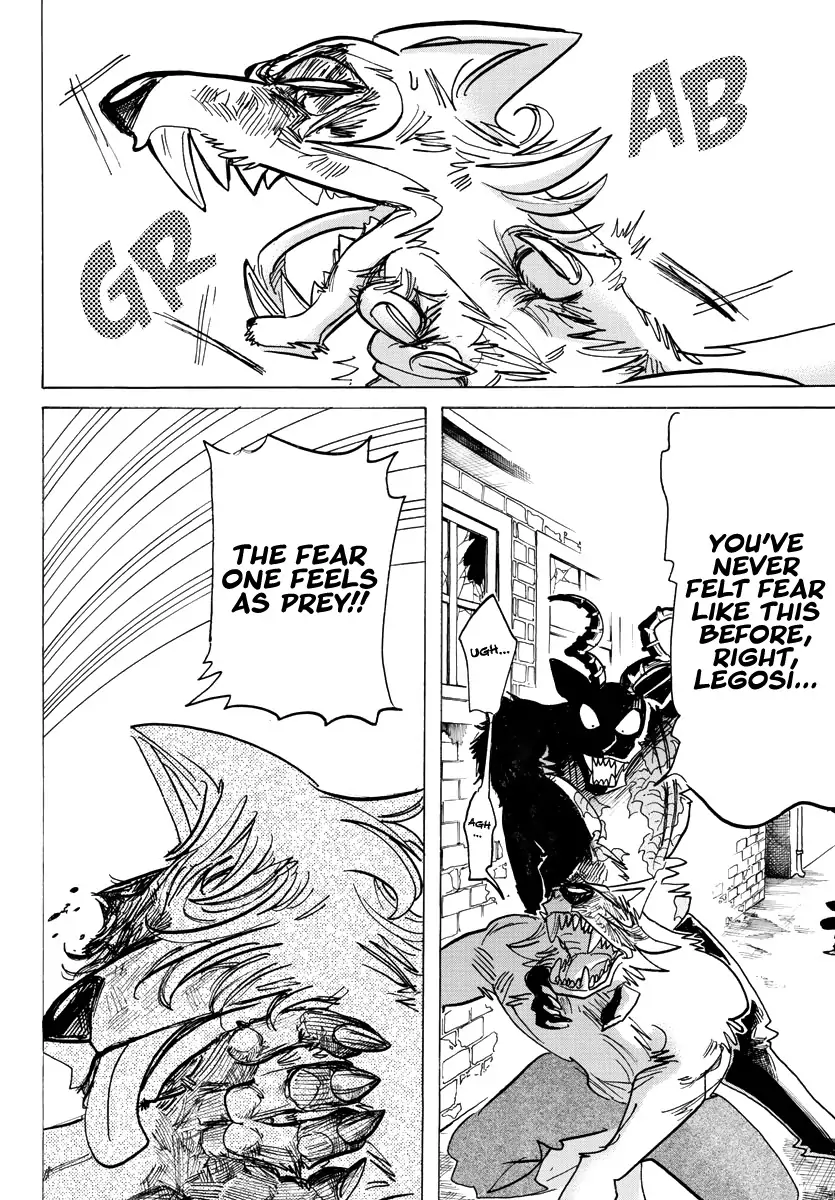 GR
AB
YOU'VE
NEVER
FELT FEAR
LIKE THIS
BEFORE,
RIGHT,
LEGOSI...
UGH...
AGH
...
THE FEAR
ONE FEELS
AS PREY!!